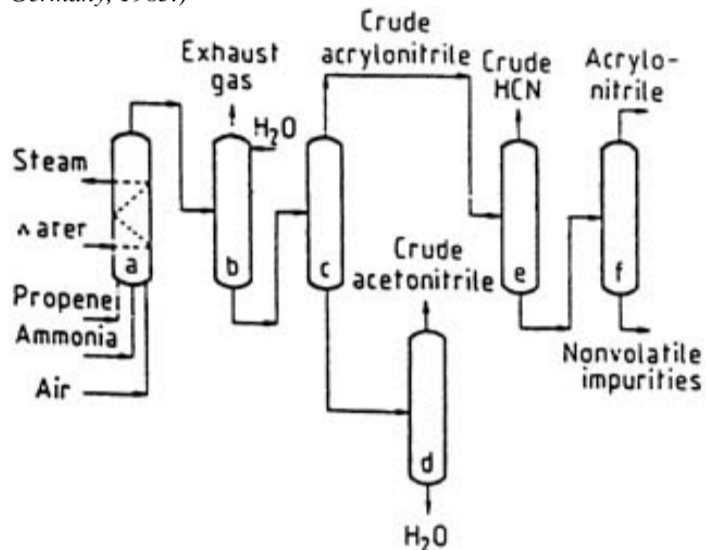 Germany, 1985.)
Exhaust
gas
H₂O
Crude
acrylonitrile
Crude
HCN
Acrylo-
nitrile
Steam
a
b
c
e
f
Propene
Ammonia
Air
Crude
acetonitrile
d
H₂O
Nonvolatile
impurities